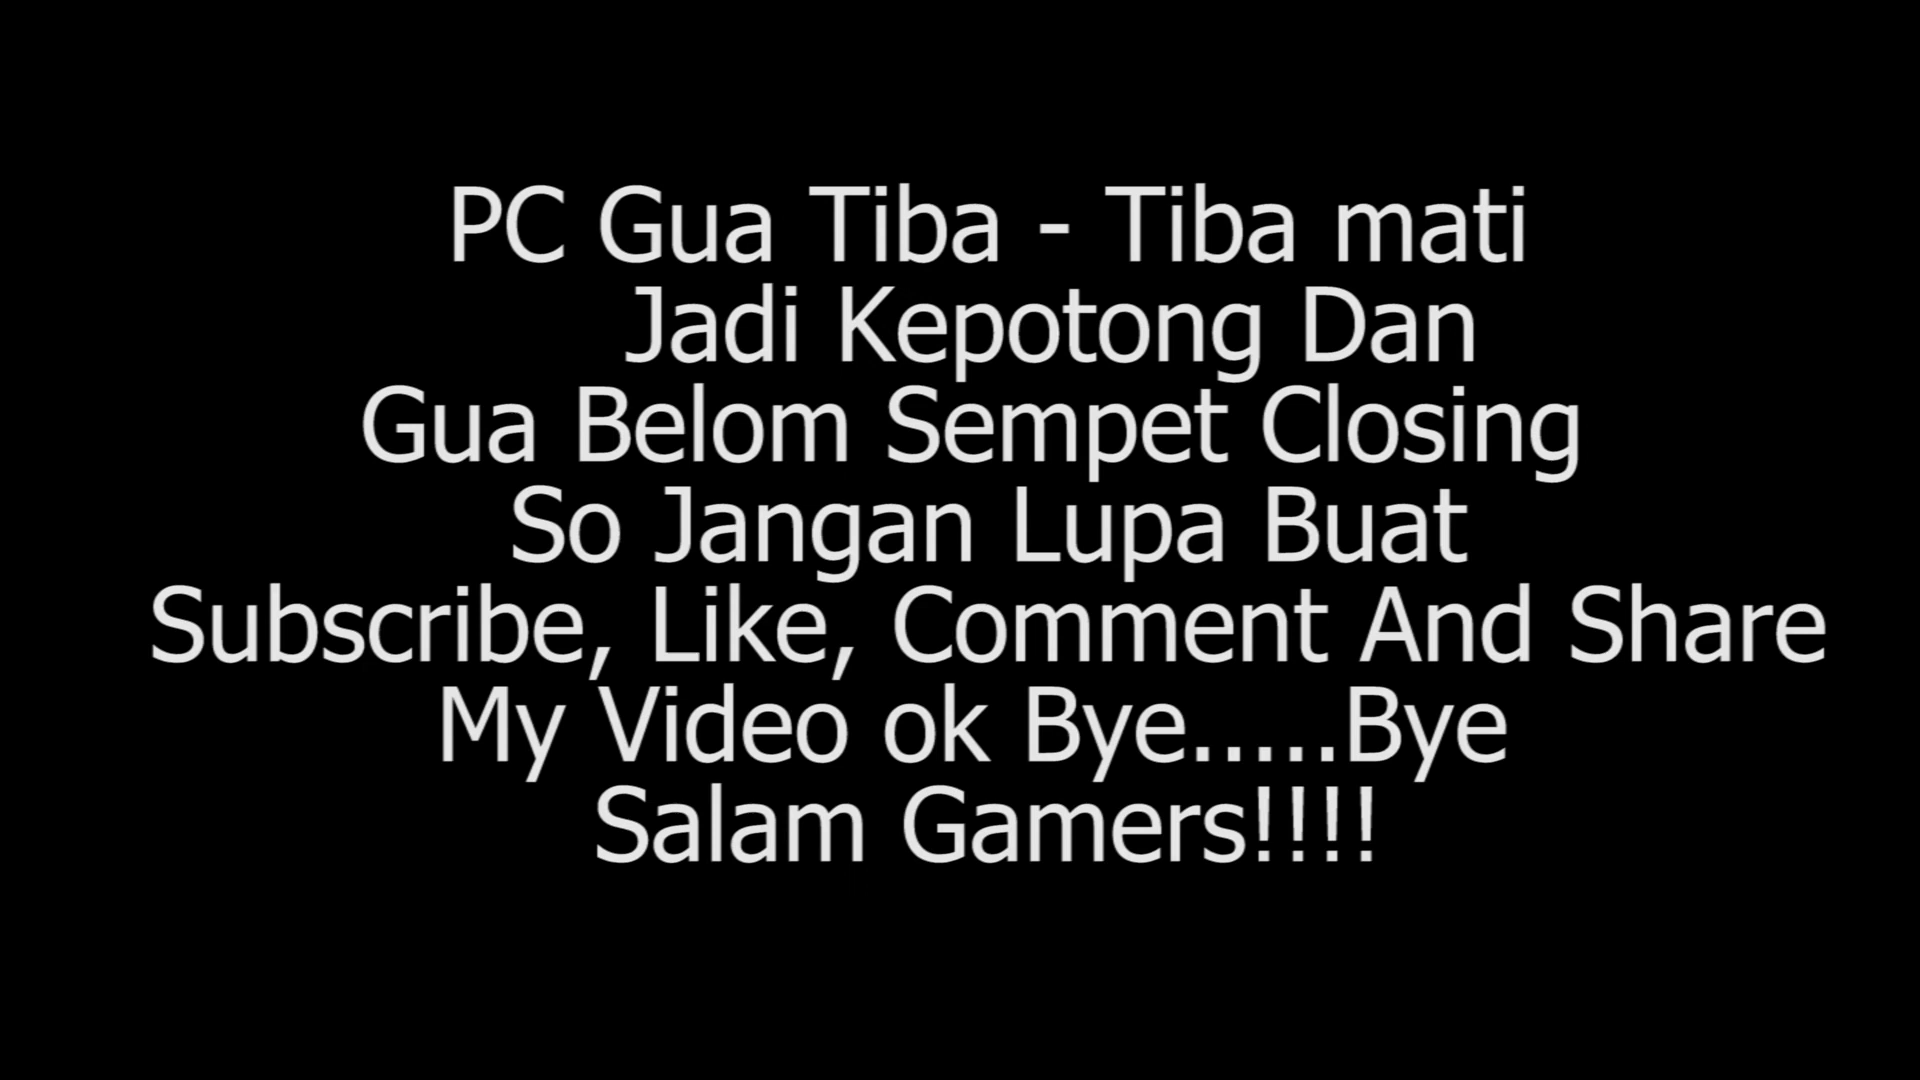 PC Gua Tiba - Tiba mati
Jadi Kepotong Dan
Gua Belom Sempet Closing
So Jangan Lupa Buat
Subscribe, Like, Comment And Share
My Video ok Bye.....Bye
Salam Gamers!!!!